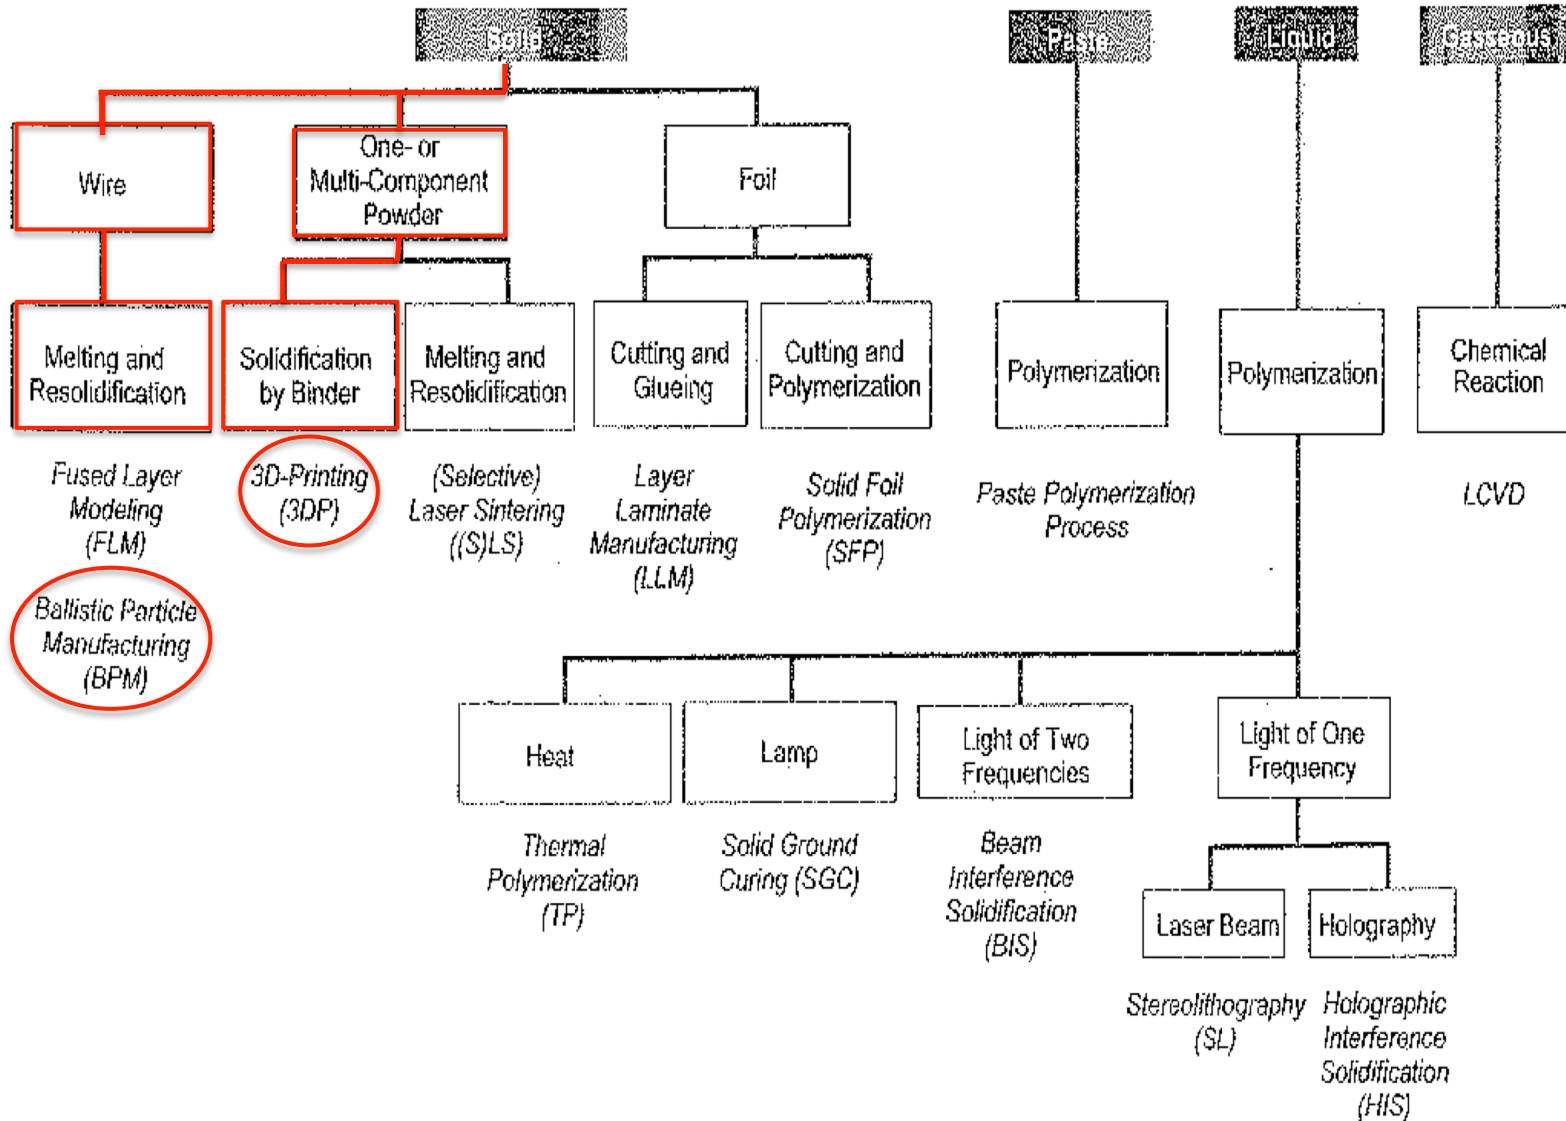 Solid
Paste
Liquid
Gasseous
Wire
One- or
Multi-Component
Powder
Foil
Melting and
Resolidification
Solidification
by Binder
Melting and
Resolidification
Cutting and
Glueing
Cutting and
Polymerization
Polymerization
Polymerization
Chemical
Reaction
Fused Layer
Modeling
(FLM)
Ballistic Particle
Manufacturing
(BPM)
3D-Printing
(3DP)
(Selective)
Laser Sintering
((S)LS)
Layer
Laminate
Manufacturing
(LLM)
Solid Foil
Polymerization
(SFP)
Paste Polymerization
Process
LCVD
Heat
Lamp
Light of Two
Frequencies
Light of One
Frequency
Thermal
Polymerization
(TP)
Solid Ground
Curing (SGC)
Beam
Interference
Solidification
(BIS)
Laser Beam
Holography
Stereolithography
(SL)
Holographic
Interference
Solidification
(HIS)